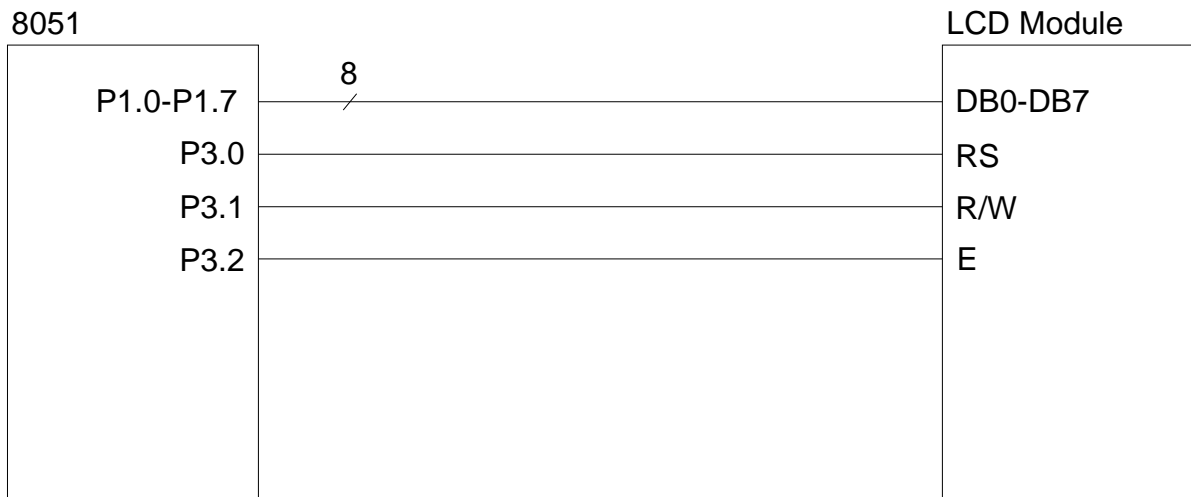 8051
LCD Module
8
P1.0-P1.7
DB0-DB7
P3.0
RS
P3.1
R/W
P3.2
E